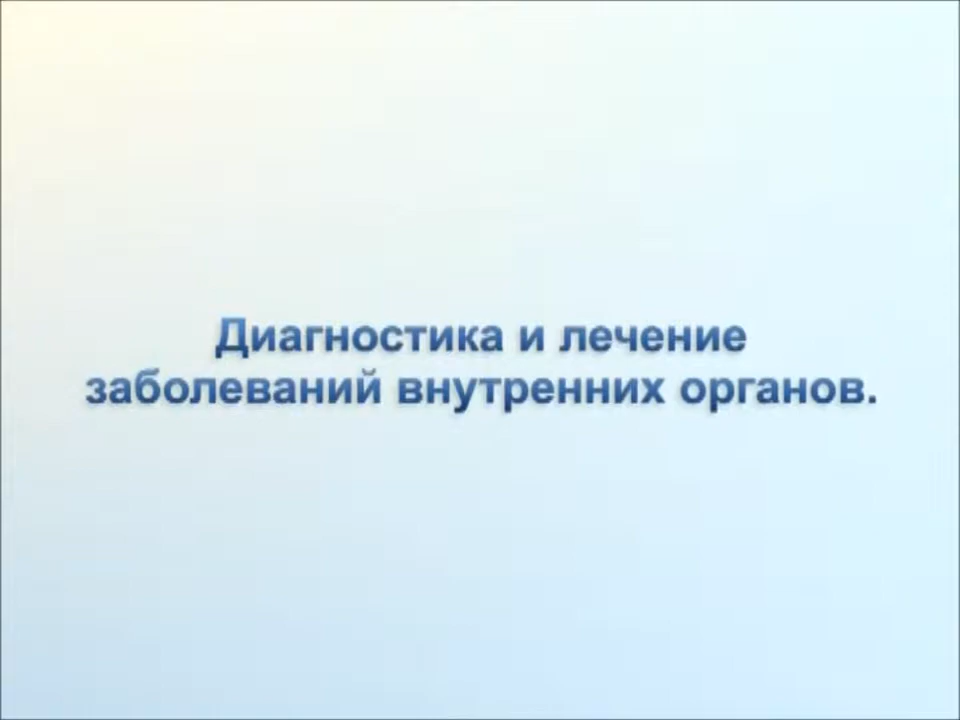 Диагностика и лечение
заболеваний внутренних органов.